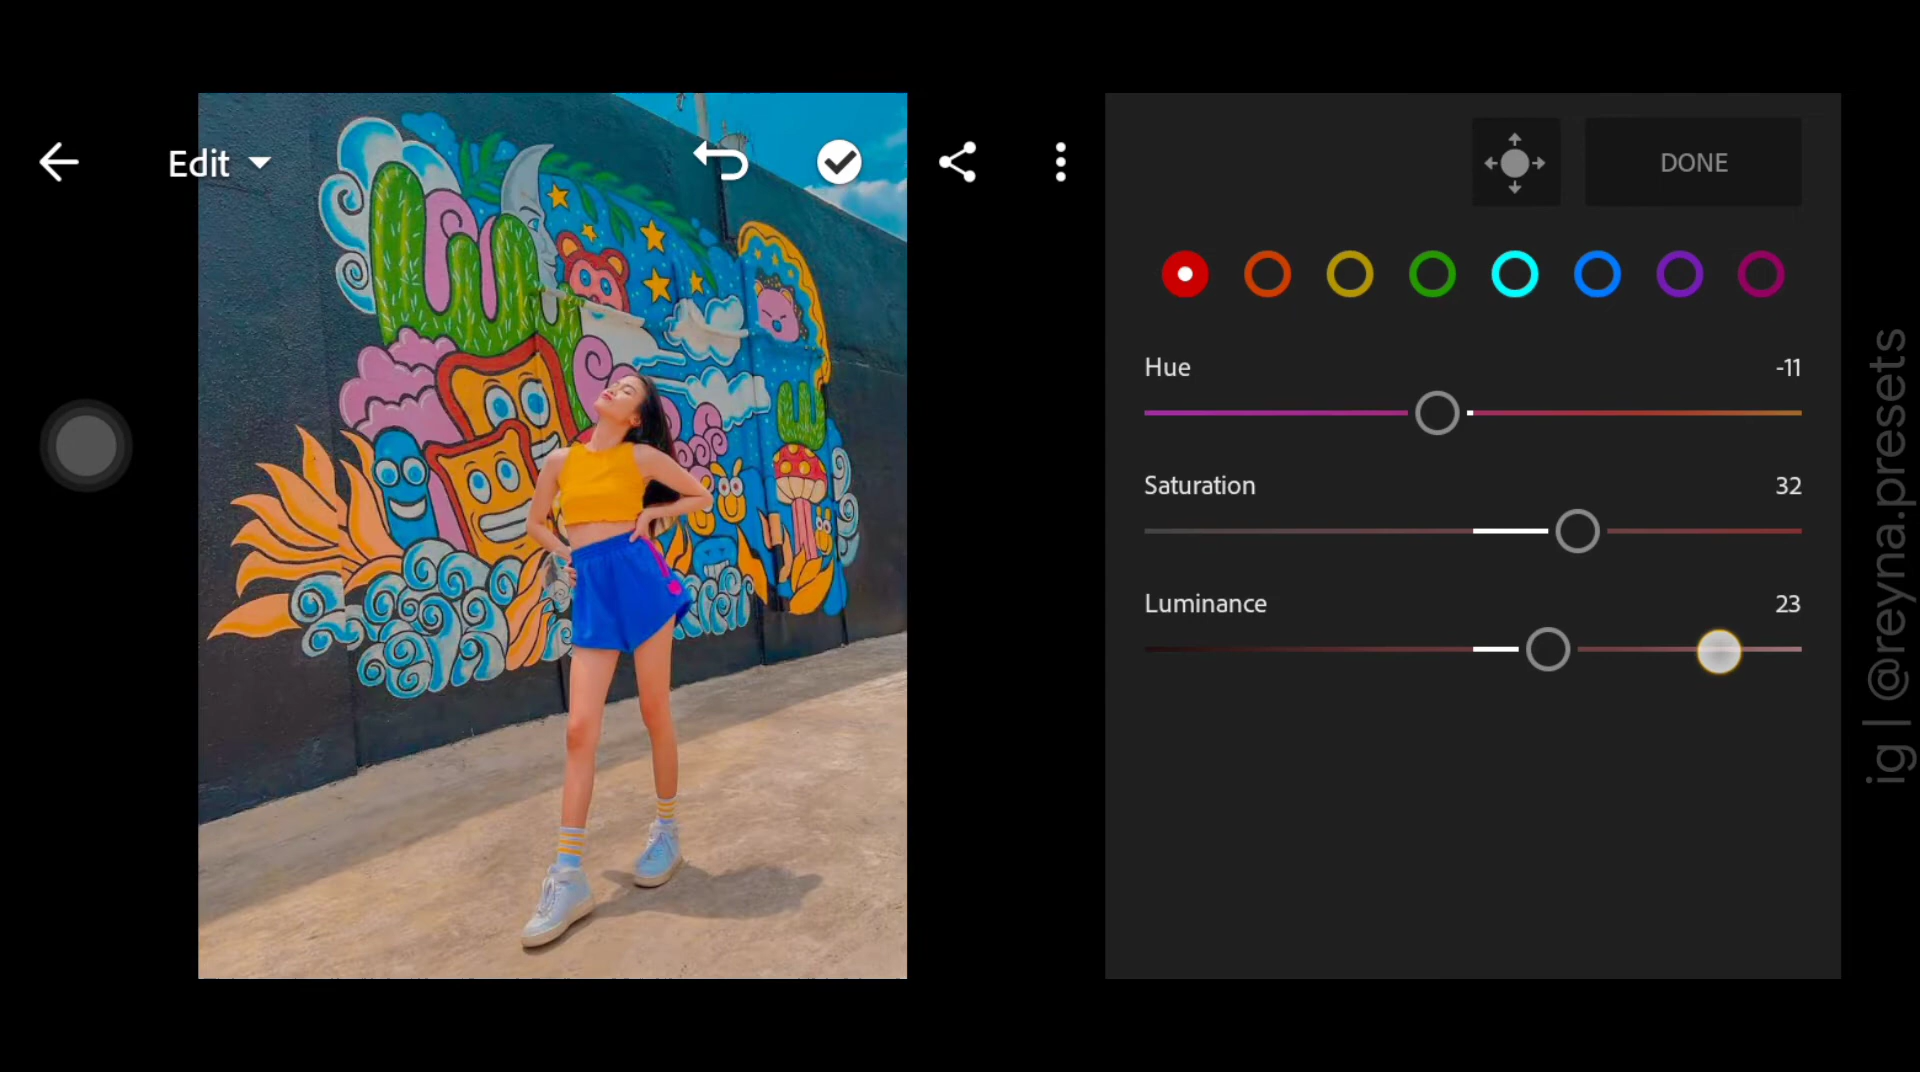 Edit
DONE
Hue
-11
Saturation
32
Luminance
23
ig | @reyna.presets